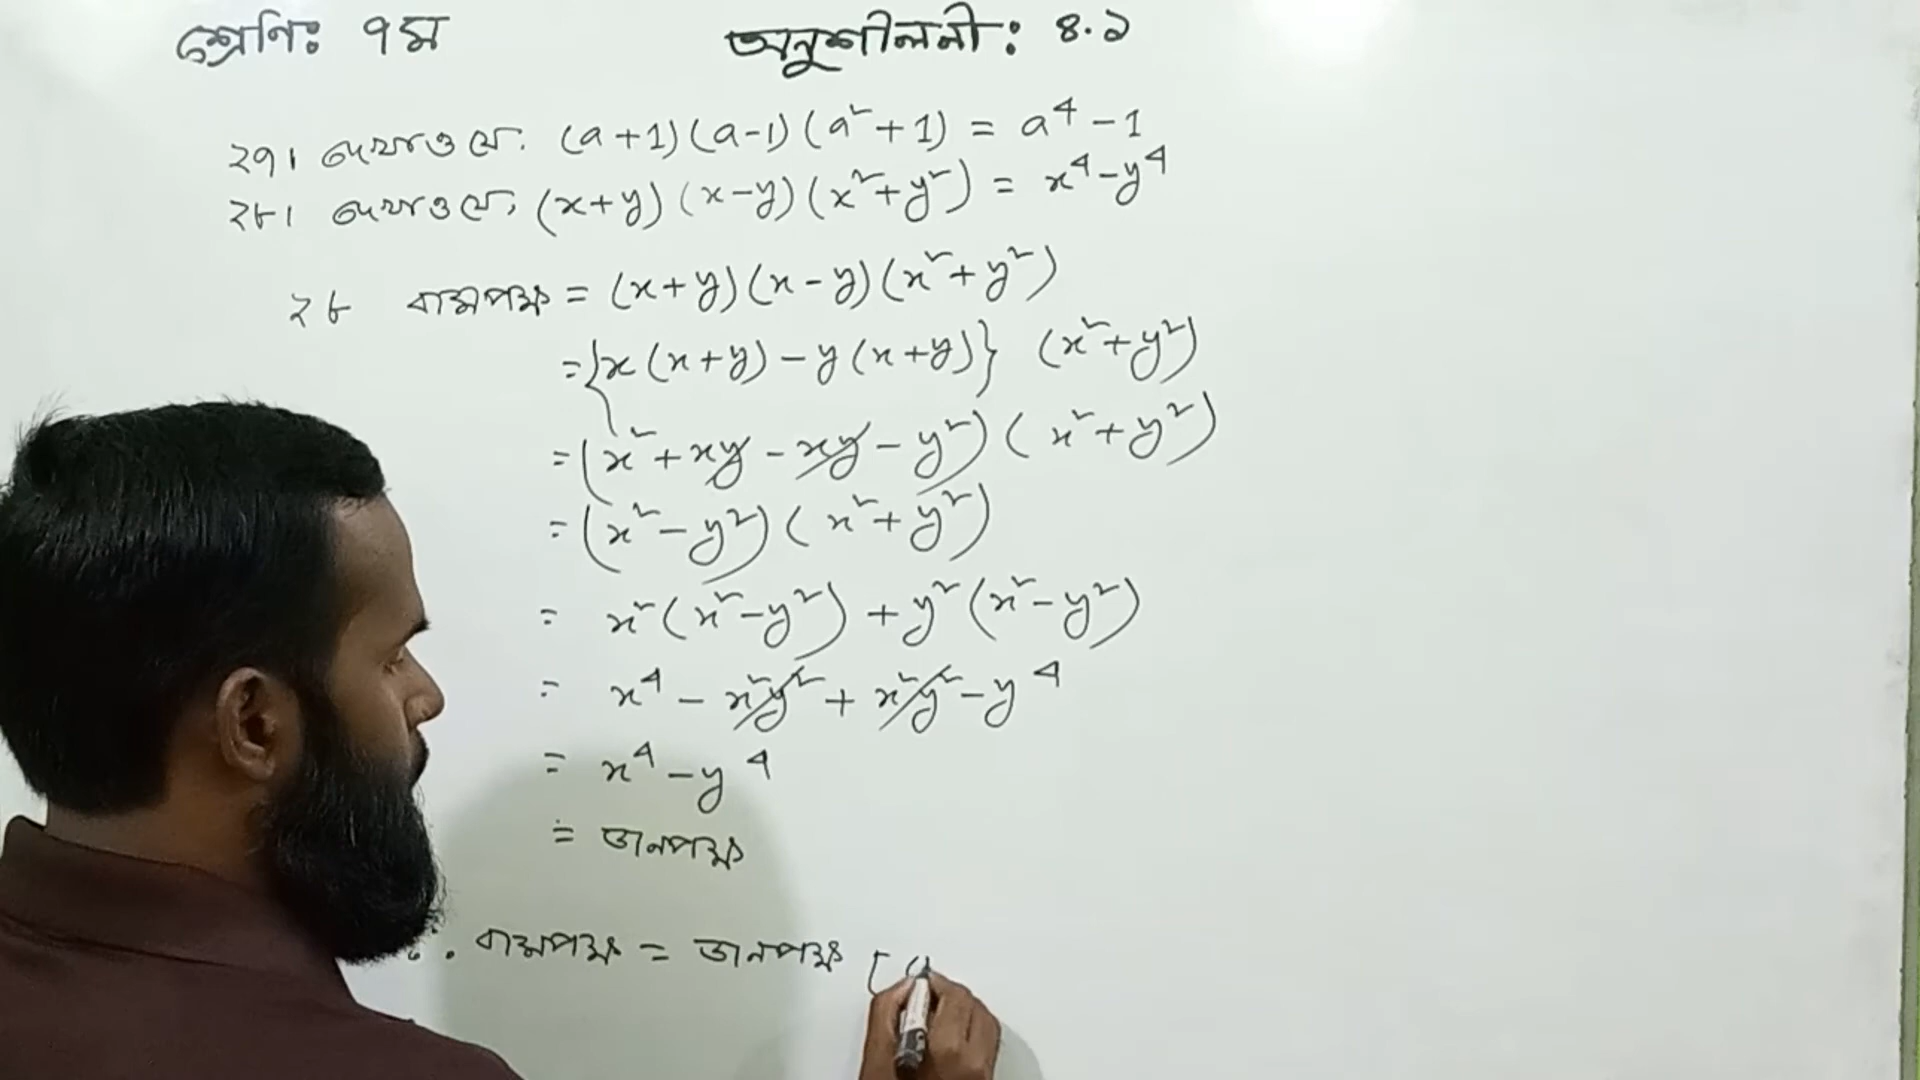 শ্রেণিঃ ৭ম অনুশীলনী: ৪.১
২৭। দেখাও যে, (a+1)(a-1)(a²+1) = a⁴-1
২৮। দেখাও যে, (x+y)(x-y)(x²+y²) = x⁴-y⁴
২৮ বামপক্ষ = (x+y)(x-y)(x²+y²)
={x(x+y)-y(x+y)} (x²+y²)
=(x²+xy-xy-y²)(x²+y²)
=(x²-y²)(x²+y²)
= x²(x²-y²)+y²(x²-y²)
= x⁴-x²y²+x²y²-y⁴
= x⁴-y⁴
= ডানপক্ষ
∴ বামপক্ষ = ডানপক্ষ [